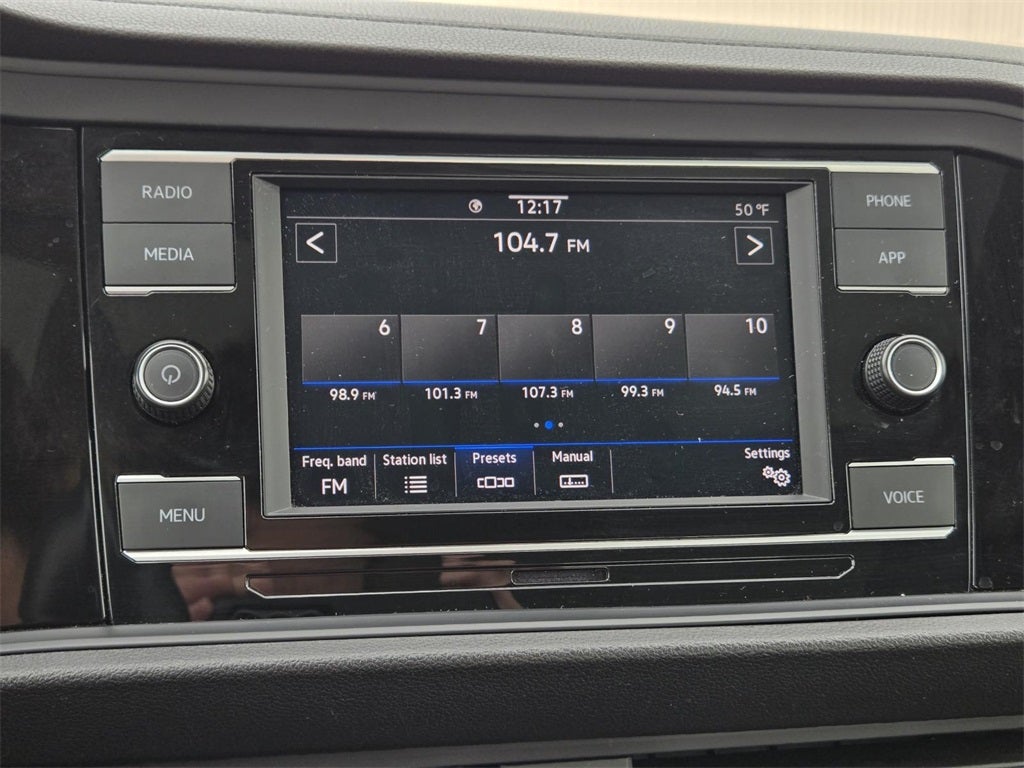 RADIO
MEDIA
MENU
12:17
50 °F
104.7 FM
6 7 8 9 10
98.9 FM 101.3 FM 107.3 FM 99.3 FM 94.5 FM
Freq. band Station list Presets Manual Settings
FM
PHONE
APP
VOICE